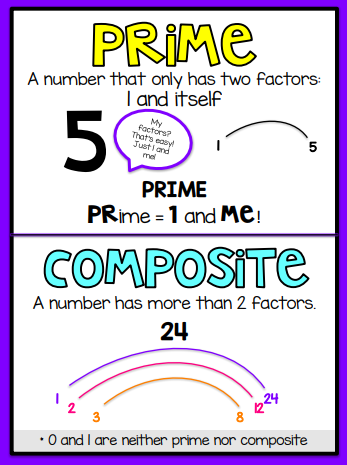 PRIME
A number that only has two factors:
1 and itself
5
My
factors?
That's easy!
Just 1 and
me!
1 5
PRIME
PRime = 1 and Me!
COMPOSITE
A number has more than 2 factors.
24
1 24
2 12
3 8
* 0 and 1 are neither prime nor composite